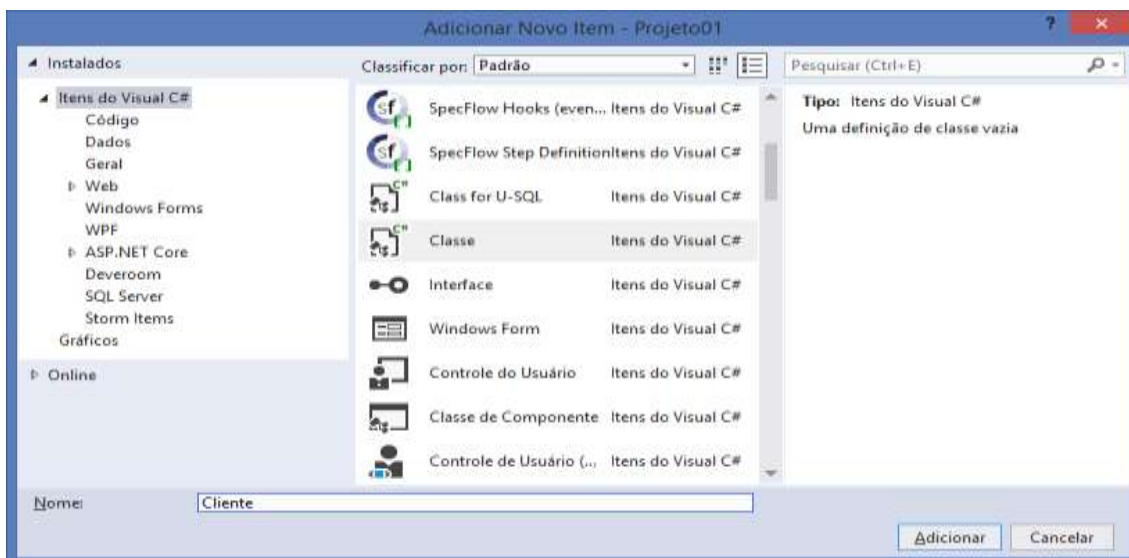 Adicionar Novo Item - Projeto01
?
Instalados
Classificar por: Padrão
Pesquisar (Ctrl+E)
Itens do Visual C#
Código
Dados
Geral
Web
Windows Forms
WPF
ASP.NET Core
Deveroom
SQL Server
Storm Items
Gráficos
Online
SpecFlow Hooks (even... Itens do Visual C#
SpecFlow Step Definition Itens do Visual C#
Class for U-SQL Itens do Visual C#
Classe Itens do Visual C#
Interface Itens do Visual C#
Windows Form Itens do Visual C#
Controle do Usuário Itens do Visual C#
Classe de Componente Itens do Visual C#
Controle de Usuário (... Itens do Visual C#
Tipo: Itens do Visual C#
Uma definição de classe vazia
Nome: Cliente
Adicionar Cancelar